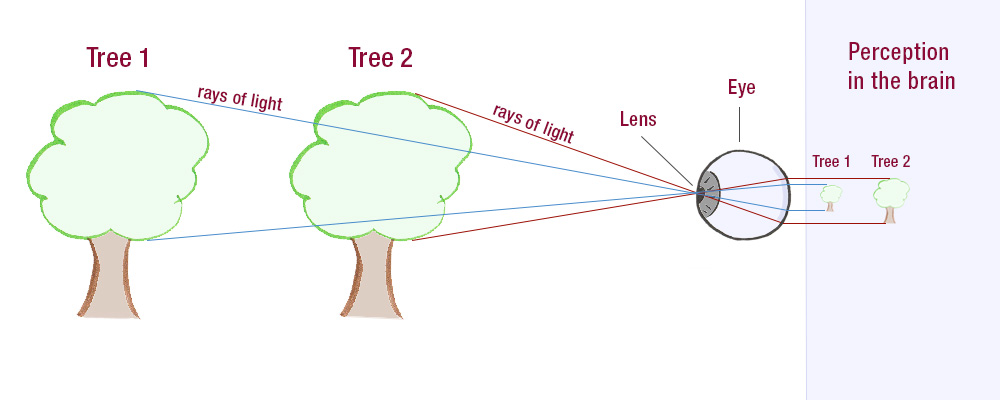 Tree 1
Tree 2
rays of light
rays of light
Lens
Eye
Perception
in the brain
Tree 1
Tree 2